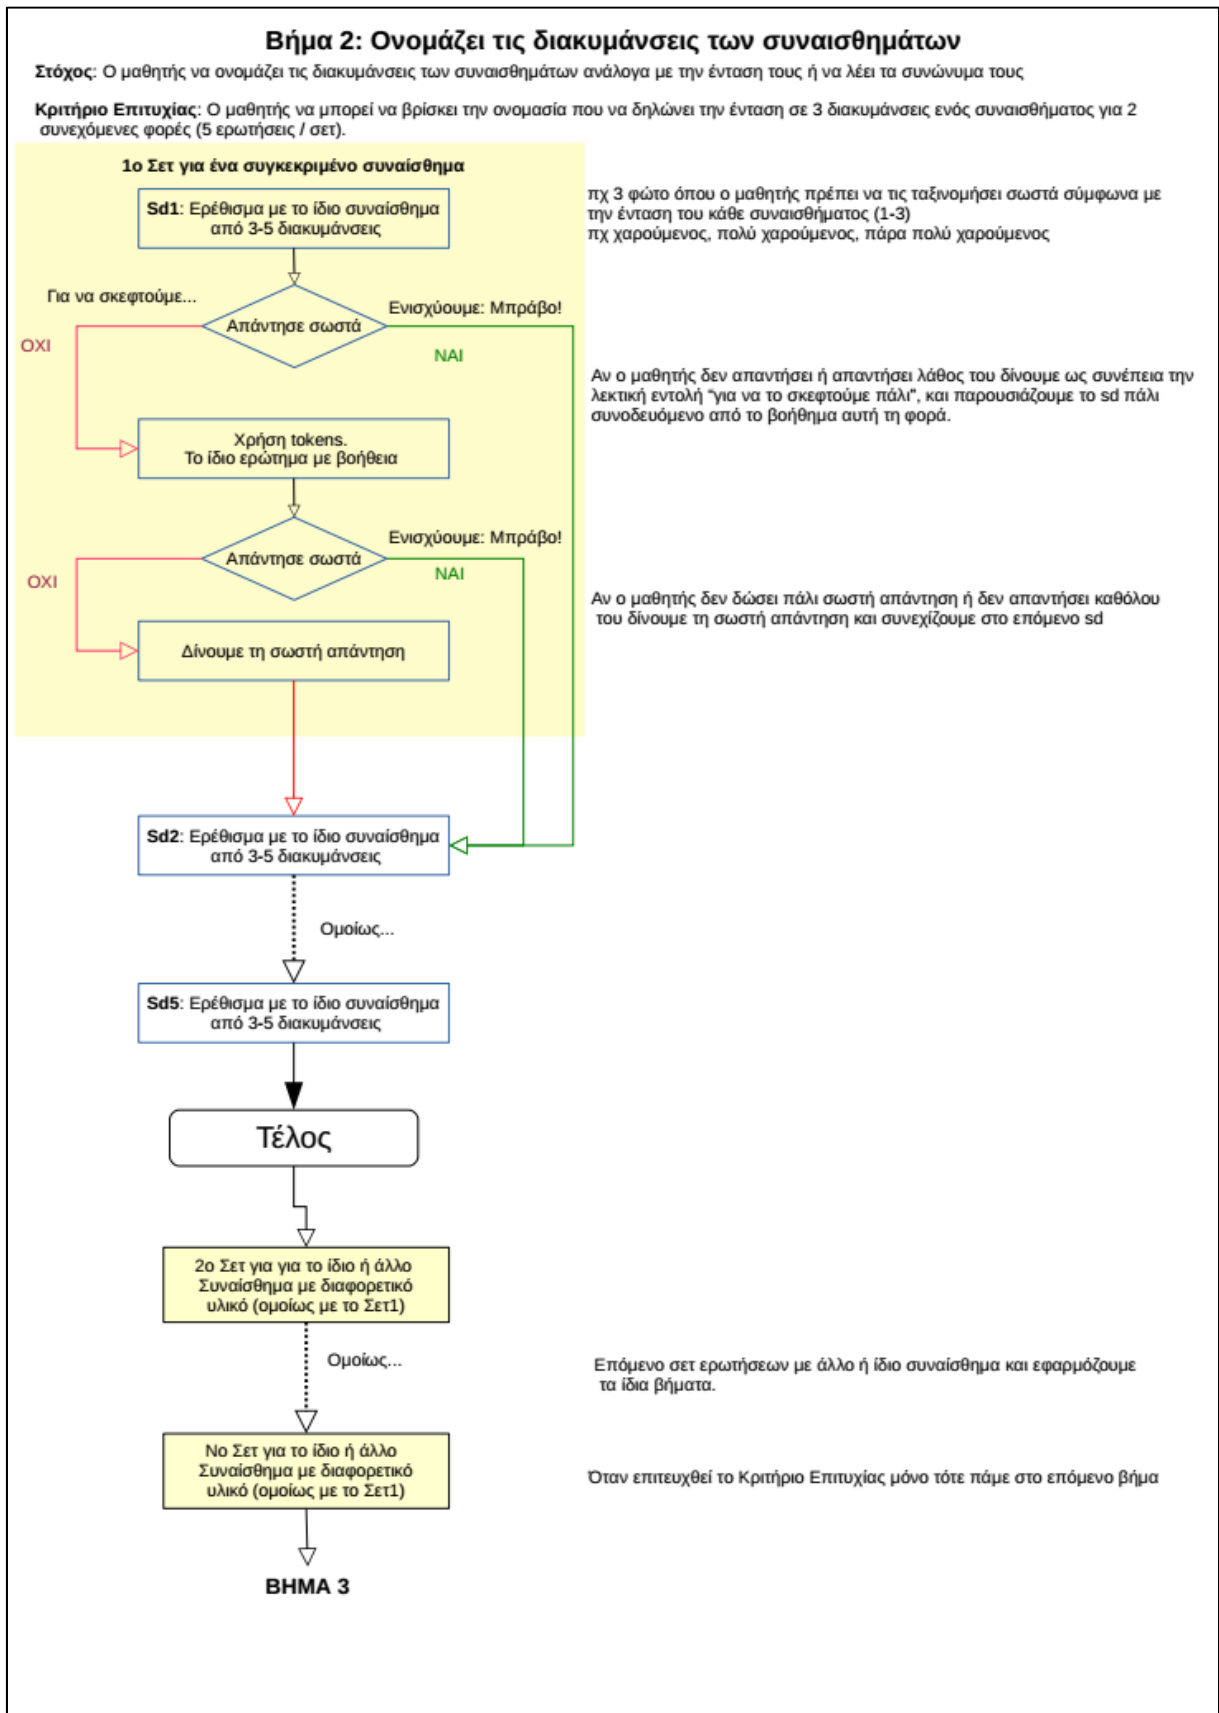 Βήμα 2: Ονομάζει τις διακυμάνσεις των συναισθημάτων
Στόχος: Ο μαθητής να ονομάζει τις διακυμάνσεις των συναισθημάτων ανάλογα με την ένταση τους ή να λέει τα συνώνυμα τους
Κριτήριο Επιτυχίας: Ο μαθητής να μπορεί να βρίσκει την ονομασία που να δηλώνει την ένταση σε 3 διακυμάνσεις ενός συναισθήματος για 2
συνεχόμενες φορές (5 ερωτήσεις / σετ).
1ο Σετ για ένα συγκεκριμένο συναίσθημα
Sd1: Ερέθισμα με το ίδιο συναίσθημα
από 3-5 διακυμάνσεις
πχ 3 φώτο όπου ο μαθητής πρέπει να τις ταξινομήσει σωστά σύμφωνα με
την ένταση του κάθε συναισθήματος (1-3)
πχ χαρούμενος, πολύ χαρούμενος, πάρα πολύ χαρούμενος
Για να σκεφτούμε...
Ενισχύουμε: Μπράβο!
Απάντησε σωστά
ΟΧΙ
ΝΑΙ
Αν ο μαθητής δεν απαντήσει ή απαντήσει λάθος του δίνουμε ως συνέπεια την
λεκτική εντολή “για να το σκεφτούμε πάλι”, και παρουσιάζουμε το sd πάλι
συνοδευόμενο από το βοήθημα αυτή τη φορά.
Χρήση tokens.
Το ίδιο ερώτημα με βοήθεια
Ενισχύουμε: Μπράβο!
Απάντησε σωστά
ΟΧΙ
ΝΑΙ
Αν ο μαθητής δεν δώσει πάλι σωστή απάντηση ή δεν απαντήσει καθόλου
του δίνουμε τη σωστή απάντηση και συνεχίζουμε στο επόμενο sd
Δίνουμε τη σωστή απάντηση
Sd2: Ερέθισμα με το ίδιο συναίσθημα
από 3-5 διακυμάνσεις
Ομοίως...
Sd5: Ερέθισμα με το ίδιο συναίσθημα
από 3-5 διακυμάνσεις
Τέλος
2ο Σετ για για το ίδιο ή άλλο
Συναίσθημα με διαφορετικό
υλικό (ομοίως με το Σετ1)
Ομοίως...
Επόμενο σετ ερωτήσεων με άλλο ή ίδιο συναίσθημα και εφαρμόζουμε
τα ίδια βήματα.
Νο Σετ για το ίδιο ή άλλο
Συναίσθημα με διαφορετικό
υλικό (ομοίως με το Σετ1)
Όταν επιτευχθεί το Κριτήριο Επιτυχίας μόνο τότε πάμε στο επόμενο βήμα
ΒΗΜΑ 3